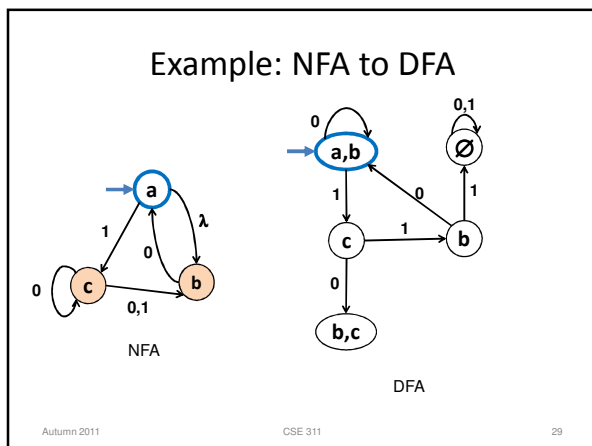 Example: NFA to DFA
0
0,1
a,b
∅
a
1
0
1
λ
1
0
c
1
b
0
c
b
0
0,1
b,c
NFA
DFA
Autumn 2011
CSE 311
29